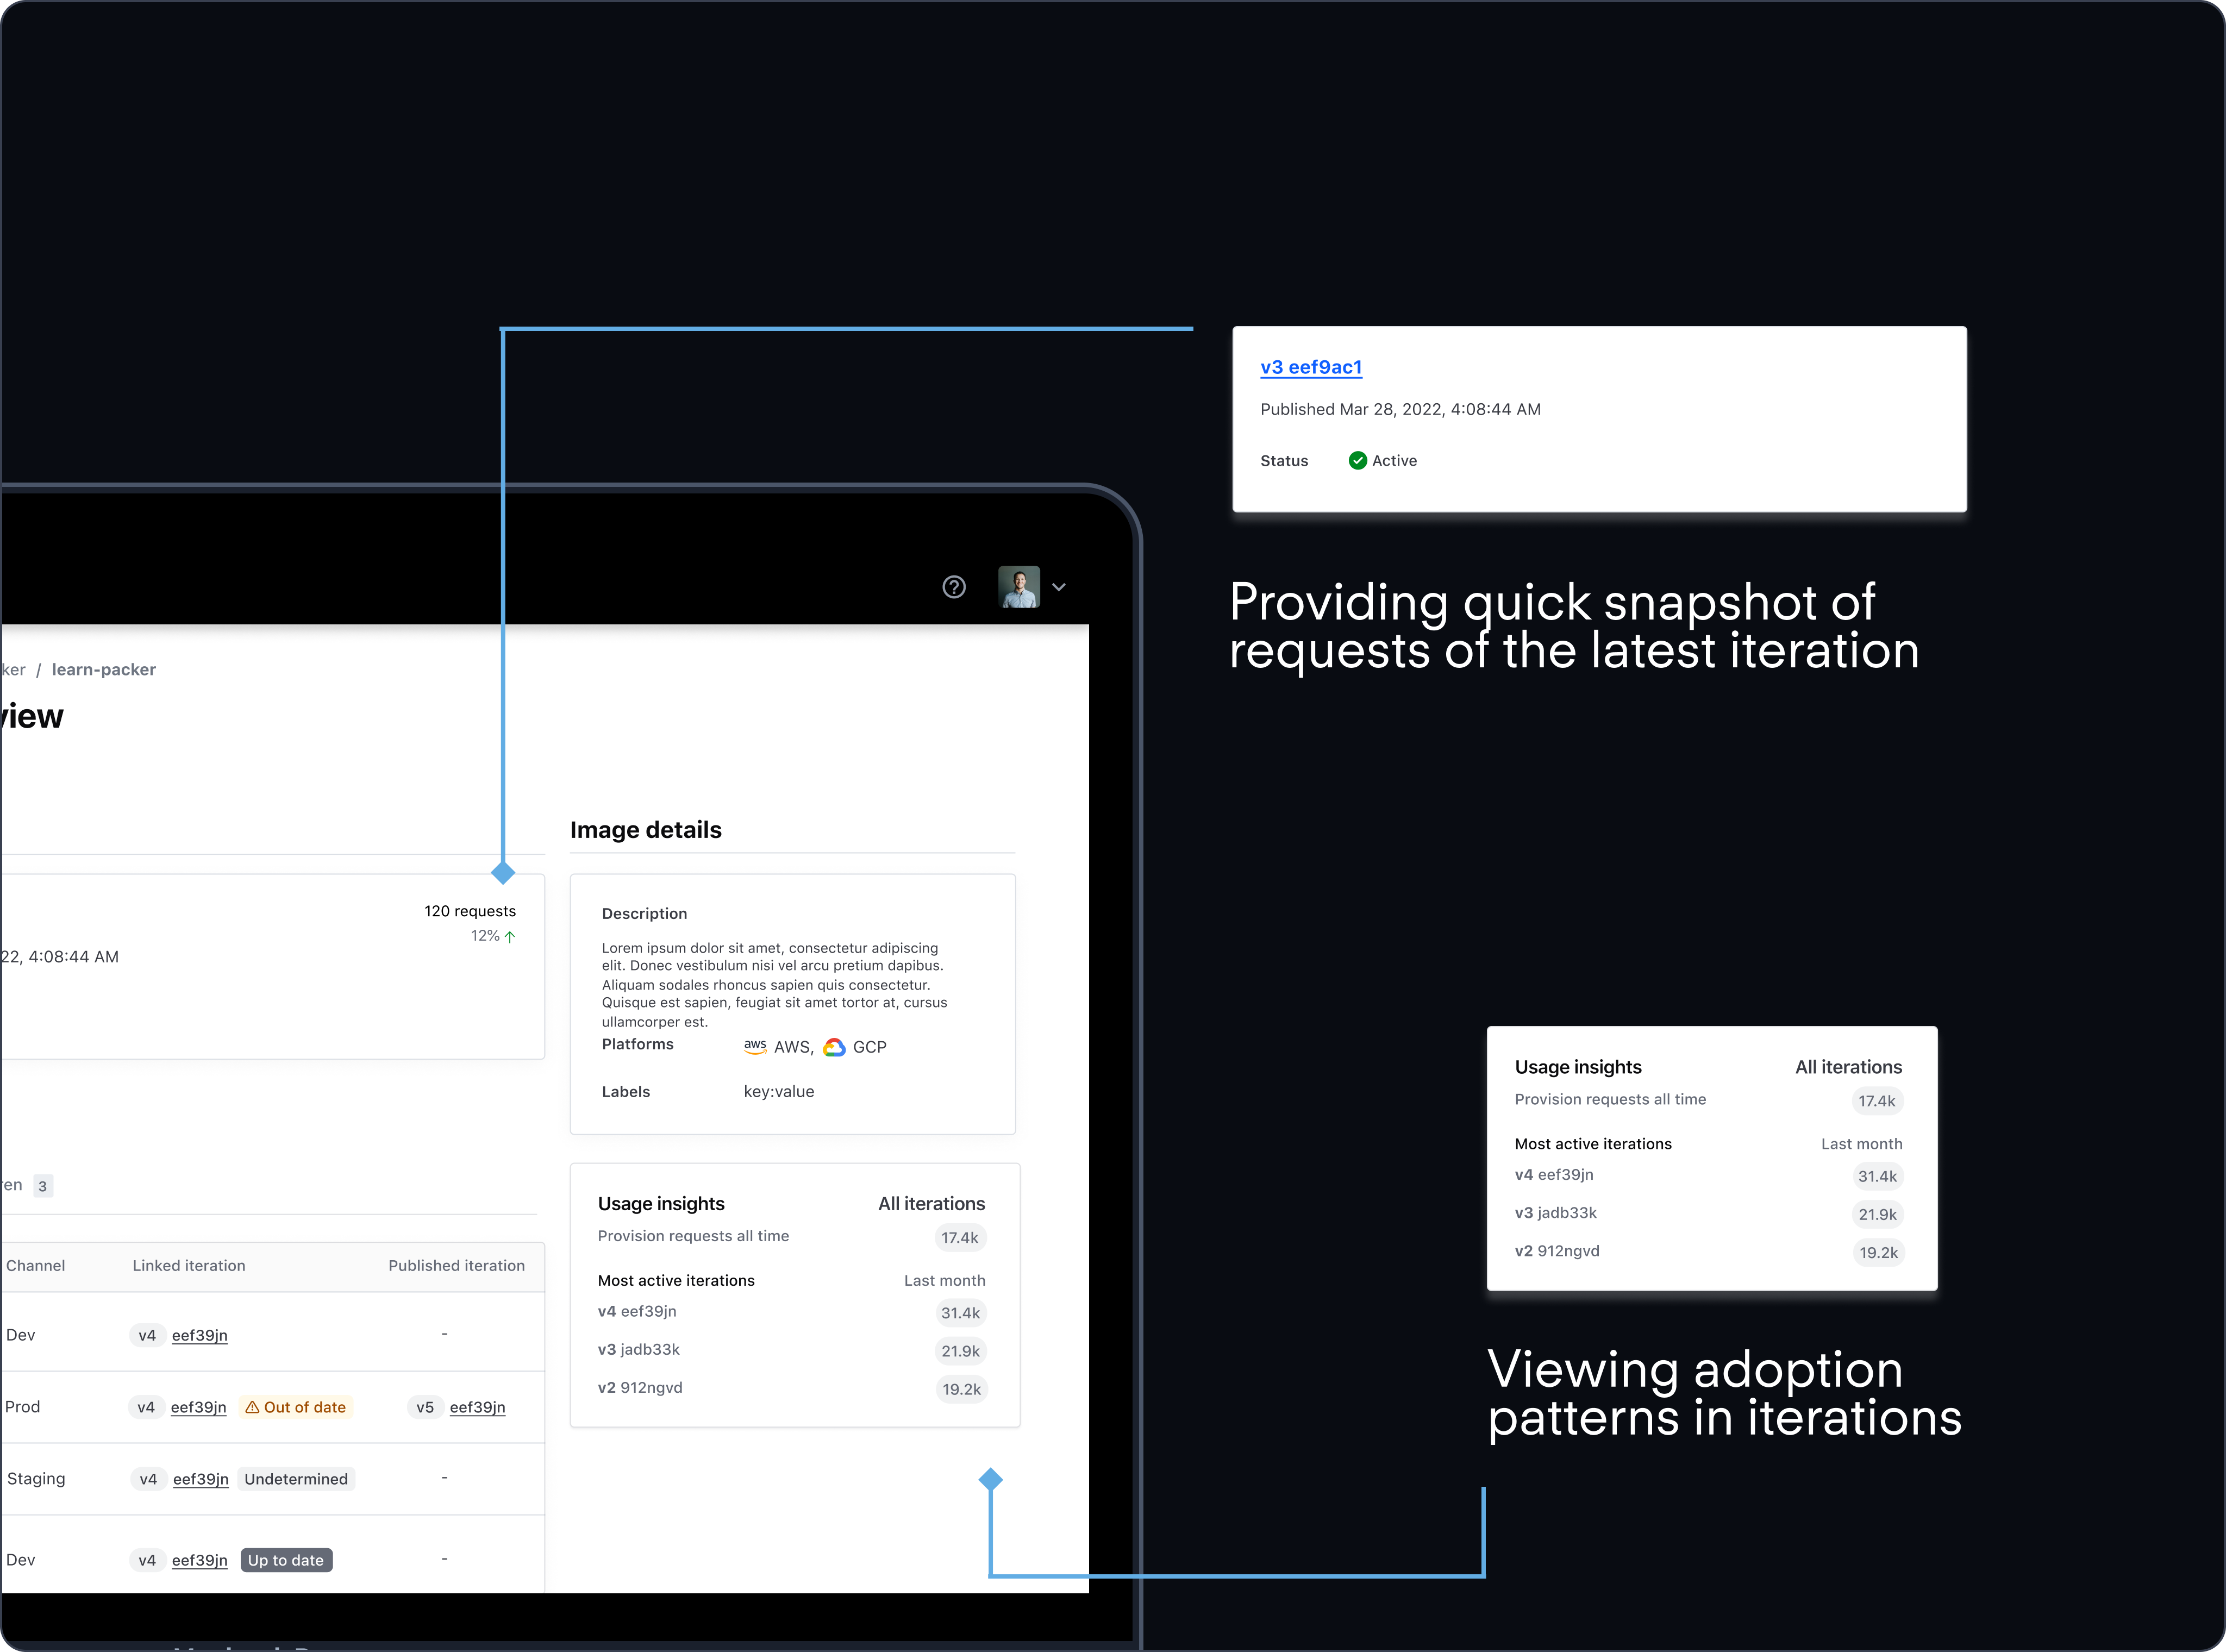 v3 eef9ac1
Published Mar 28, 2022, 4:08:44 AM
Status Active
Providing quick snapshot of
requests of the latest iteration
/ learn-packer
Image details
120 requests
12%
22, 4:08:44 AM
Description
Lorem ipsum dolor sit amet, consectetur adipiscing
elit. Donec vestibulum nisi vel arcu pretium dapibus.
Aliquam sodales rhoncus sapien quis consectetur.
Quisque est sapien, feugiat sit amet tortor at, cursus
ullamcorper est.
Platforms aws AWS, GCP
Labels key:value
3
Usage insights All iterations
Provision requests all time 17.4k
Most active iterations Last month
v4 eef39jn 31.4k
v3 jadb33k 21.9k
v2 912ngvd 19.2k
Channel Linked iteration Published iteration
Dev v4 eef39jn -
Prod v4 eef39jn Out of date v5 eef39jn
Staging v4 eef39jn Undetermined -
Dev v4 eef39jn Up to date -
Usage insights All iterations
Provision requests all time 17.4k
Most active iterations Last month
v4 eef39jn 31.4k
v3 jadb33k 21.9k
v2 912ngvd 19.2k
Viewing adoption
patterns in iterations